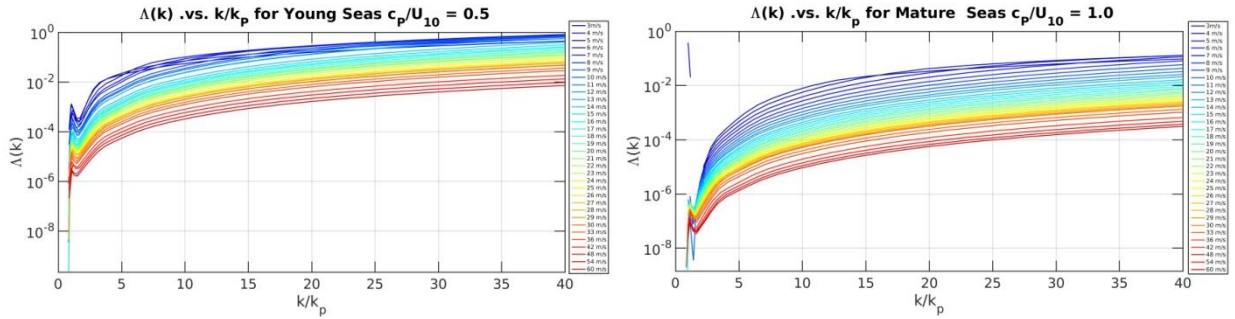 Λ(k) .vs. k/kₚ for Young Seas cₚ/U₁₀ = 0.5
10⁰
10⁻²
10⁻⁴
10⁻⁶
10⁻⁸
Λ(k)
0 5 10 15 20 25 30 35 40
k/kₚ
3m/s
4 m/s
5 m/s
6 m/s
7 m/s
8 m/s
9 m/s
10 m/s
11 m/s
12 m/s
13 m/s
14 m/s
15 m/s
16 m/s
17 m/s
18 m/s
19 m/s
20 m/s
21 m/s
22 m/s
23 m/s
24 m/s
25 m/s
26 m/s
27 m/s
28 m/s
29 m/s
30 m/s
33 m/s
36 m/s
42 m/s
48 m/s
54 m/s
60 m/s
Λ(k) .vs. k/kₚ for Mature  Seas cₚ/U₁₀ = 1.0
10⁰
10⁻²
10⁻⁴
10⁻⁶
10⁻⁸
Λ(k)
0 5 10 15 20 25 30 35 40
k/kₚ
3m/s
4 m/s
5 m/s
6 m/s
7 m/s
8 m/s
9 m/s
10 m/s
11 m/s
12 m/s
13 m/s
14 m/s
15 m/s
16 m/s
17 m/s
18 m/s
19 m/s
20 m/s
21 m/s
22 m/s
23 m/s
24 m/s
25 m/s
26 m/s
27 m/s
28 m/s
29 m/s
30 m/s
33 m/s
36 m/s
42 m/s
48 m/s
54 m/s
60 m/s